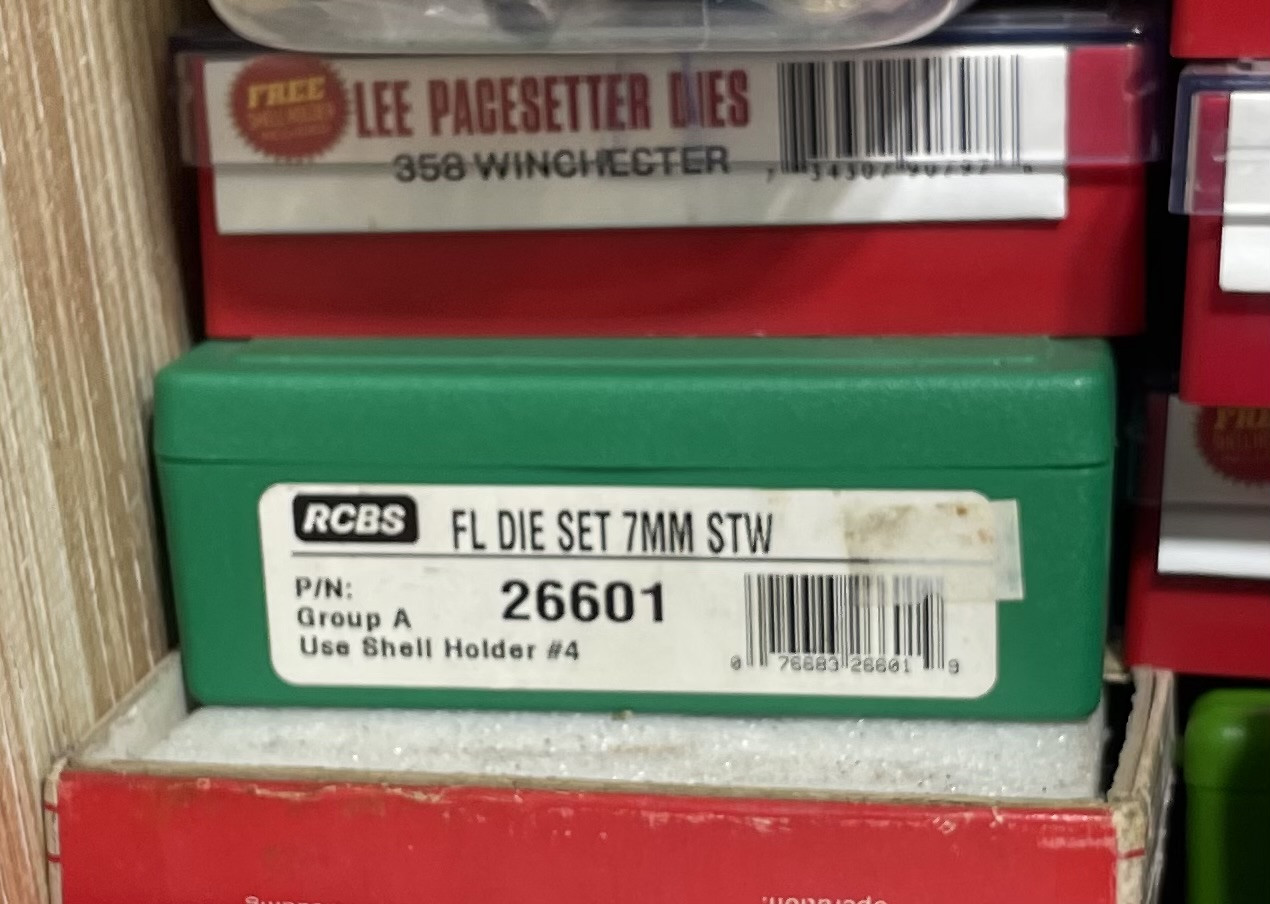 FREE
LEE PACESETTER DIES
358 WINCHESTER
RCBS FL DIE SET 7MM STW
P/N: 26601
Group A
Use Shell Holder #4
0 76683 26601 9